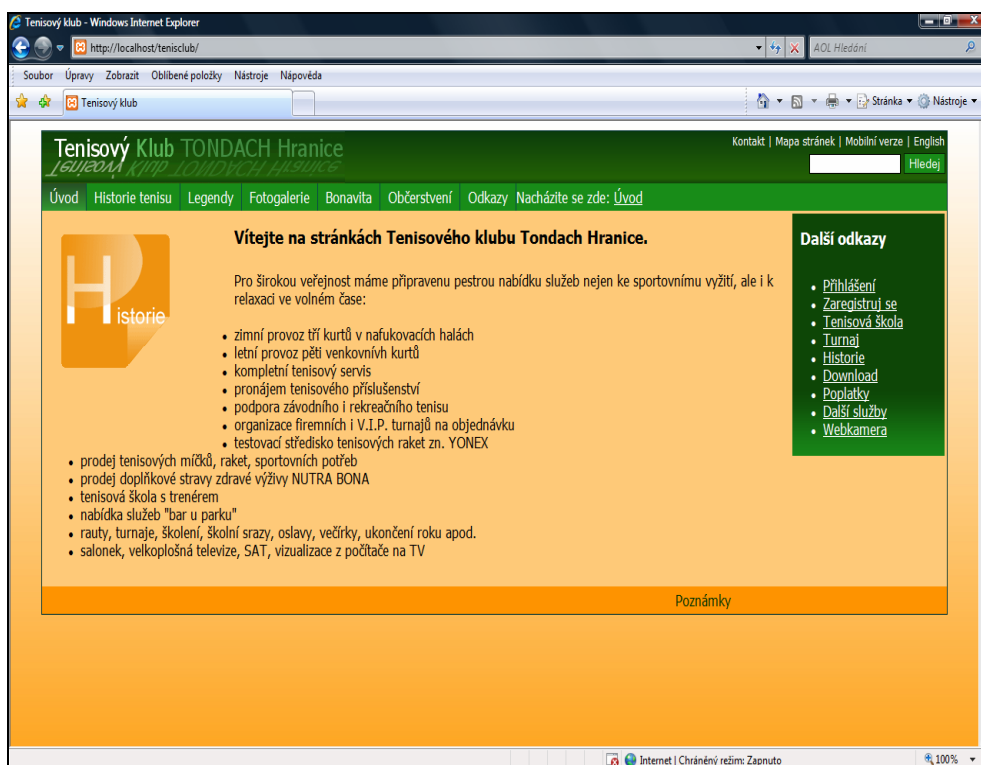 Tenisový klub - Windows Internet Explorer
http://localhost/tenisclub/
AOL Hledání
Soubor Úpravy Zobrazit Oblíbené položky Nástroje Nápověda
Tenisový klub
Stránka
Nástroje
Tenisový Klub TONDACH Hranice
Kontakt | Mapa stránek | Mobilní verze | English
Hledej
Úvod Historie tenisu Legendy Fotogalerie Bonavita Občerstvení Odkazy Nacházite se zde: Úvod
Historie
Vítejte na stránkách Tenisového klubu Tondach Hranice.
Pro širokou veřejnost máme připravenu pestrou nabídku služeb nejen ke sportovnímu vyžití, ale i k
relaxaci ve volném čase:
• zimní provoz tří kurtů v nafukovacích halách
• letní provoz pěti venkovnívh kurtů
• kompletní tenisový servis
• pronájem tenisového příslušenství
• podpora závodního i rekreačního tenisu
• organizace firemních i V.I.P. turnajů na objednávku
• testovací středisko tenisových raket zn. YONEX
• prodej tenisových míčků, raket, sportovních potřeb
• prodej doplňkové stravy zdravé výživy NUTRA BONA
• tenisová škola s trenérem
• nabídka služeb "bar u parku"
• rauty, turnaje, školení, školní srazy, oslavy, večírky, ukončení roku apod.
• salonek, velkoplošná televize, SAT, vizualizace z počítače na TV
Další odkazy
• Přihlášení
• Zaregistruj se
• Tenisová škola
• Turnaj
• Historie
• Download
• Poplatky
• Další služby
• Webkamera
Poznámky
Internet | Chráněný režim: Zapnuto
100%